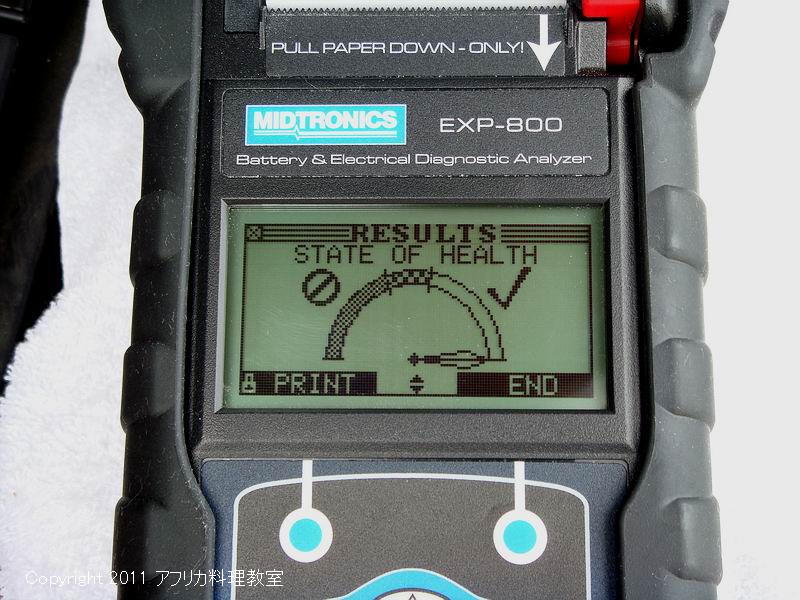 PULL PAPER DOWN - ONLY!
MIDTRONICS
EXP-800
Battery & Electrical Diagnostic Analyzer
RESULTS
STATE OF HEALTH
PRINT
END
Copyright 2011 アフリカ料理教室